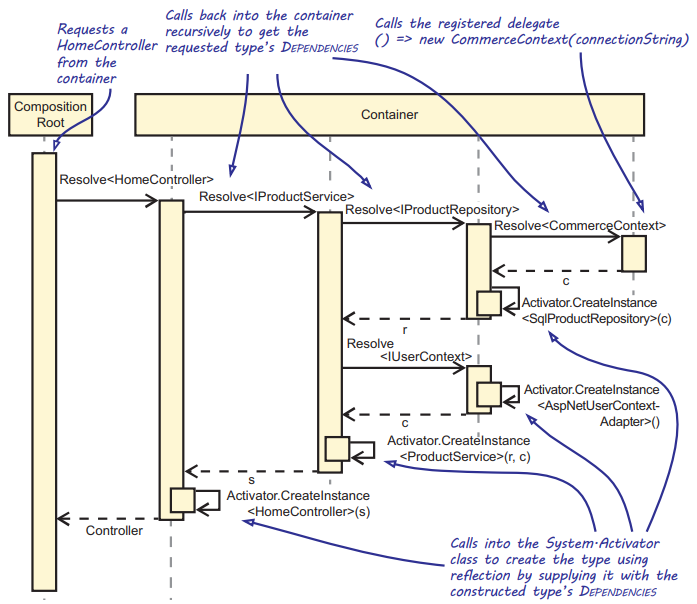 Requests a
HomeController
from the
container
Calls back into the container
recursively to get the
requested type's DEPENDENCIES
Calls the registered delegate
() => new CommerceContext(connectionString)
Composition
Root
Container
Resolve<HomeController>
Resolve<IProductService>
Resolve<IProductRepository>
Resolve<CommerceContext>
c
Activator.CreateInstance
<SqlProductRepository>(c)
r
Resolve
<IUserContext>
Activator.CreateInstance
<AspNetUserContext-
Adapter>()
c
Activator.CreateInstance
<ProductService>(r, c)
s
Activator.CreateInstance
<HomeController>(s)
Controller
Calls into the System.Activator
class to create the type using
reflection by supplying it with the
constructed type's DEPENDENCIES